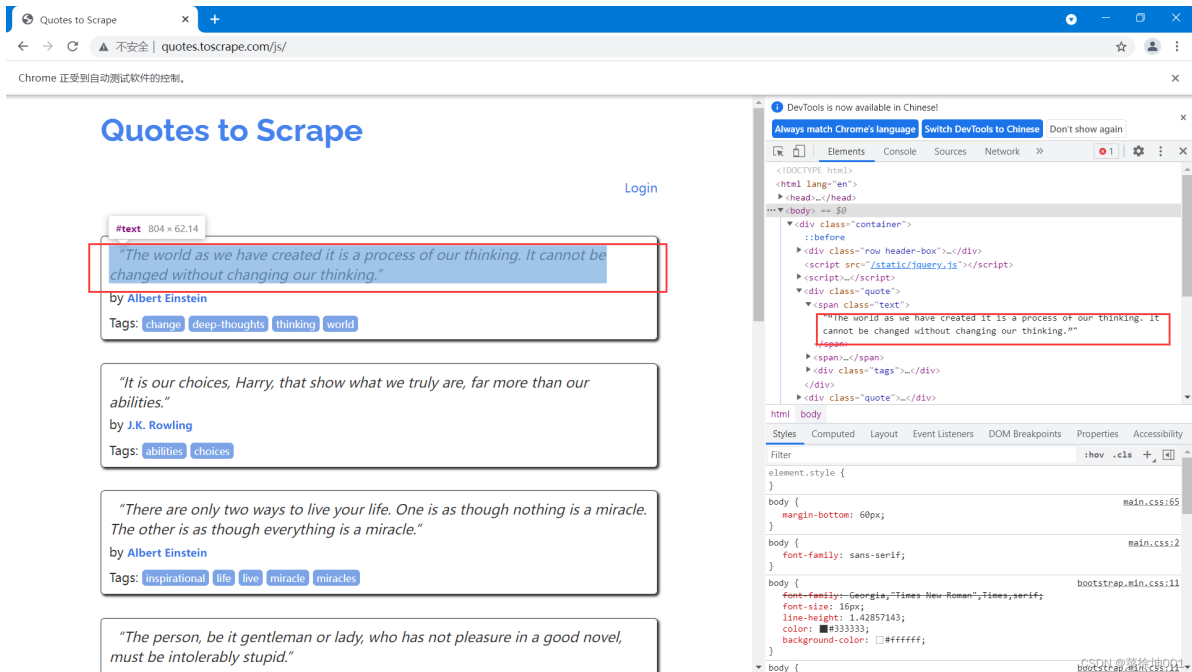 Quotes to Scrape
不安全 | quotes.toscrape.com/js/
Chrome 正受到自动测试软件的控制。
Quotes to Scrape
Login
#text 804 × 62.14
“The world as we have created it is a process of our thinking. It cannot be
changed without changing our thinking.”
by Albert Einstein
Tags: change deep-thoughts thinking world
“It is our choices, Harry, that show what we truly are, far more than our
abilities.”
by J.K. Rowling
Tags: abilities choices
“There are only two ways to live your life. One is as though nothing is a miracle.
The other is as though everything is a miracle.”
by Albert Einstein
Tags: inspirational life live miracle miracles
“The person, be it gentleman or lady, who has not pleasure in a good novel,
must be intolerably stupid.”
DevTools is now available in Chinese!
Always match Chrome's language Switch DevTools to Chinese Don't show again
Elements Console Sources Network » 1
<!DOCTYPE html>
<html lang="en">
<head>…</head>
<body> == $0
<div class="container">
::before
<div class="row header-box">…</div>
<script src="/static/jquery.js"></script>
<script>…</script>
<div class="quote">
<span class="text">
"“The world as we have created it is a process of our thinking. It
cannot be changed without changing our thinking.”"
</span>
<span>…</span>
<div class="tags">…</div>
</div>
<div class="quote">…</div>
html body
Styles Computed Layout Event Listeners DOM Breakpoints Properties Accessibility
Filter :hov .cls +
element.style {
}
body { main.css:65
margin-bottom: 60px;
}
body { main.css:2
font-family: sans-serif;
}
body { bootstrap.min.css:11
font-family: Georgia,"Times New Roman",Times,serif;
font-size: 16px;
line-height: 1.42857143;
color: #333333;
background-color: #ffffff;
}
body { bootstrap.min.css:11